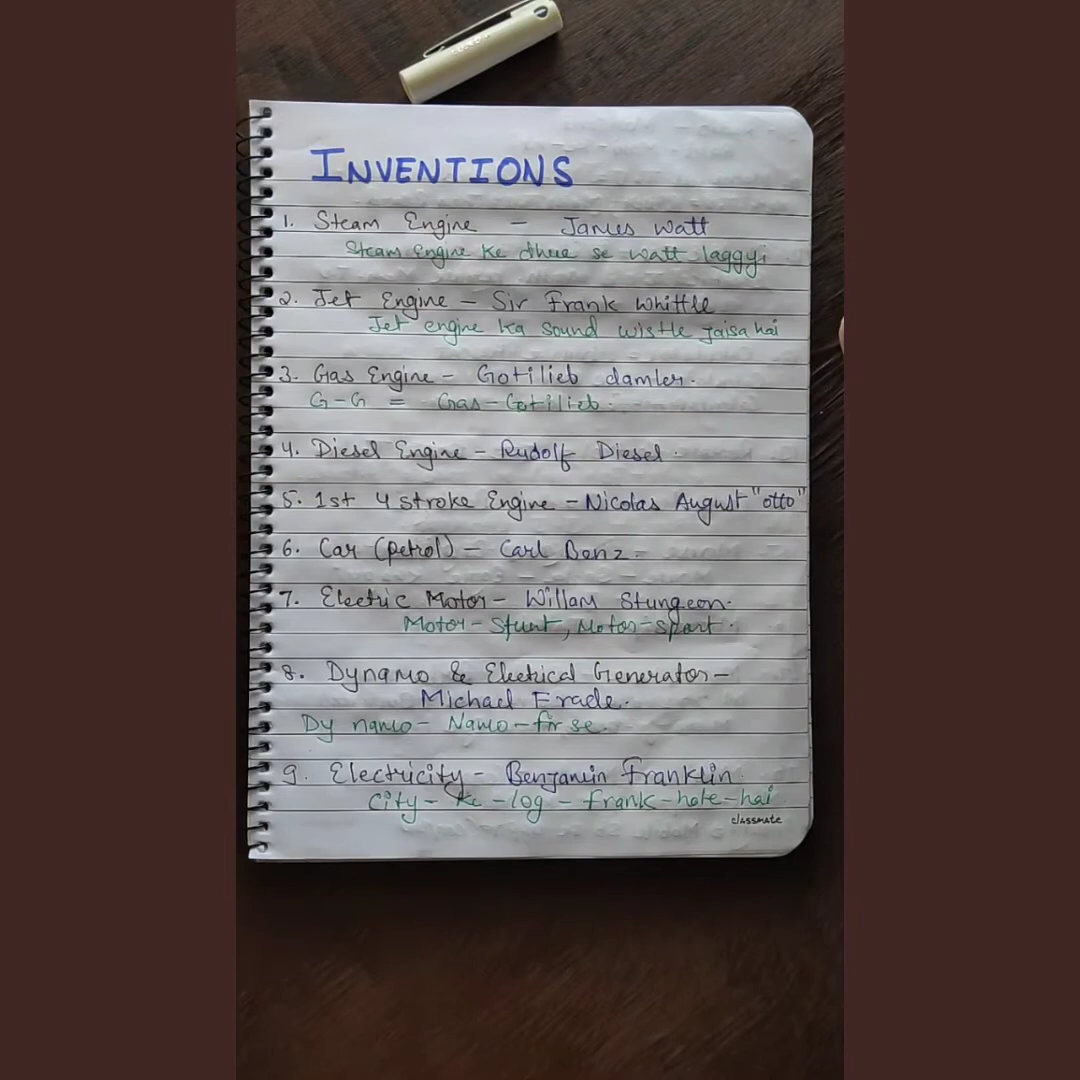 INVENTIONS
1. Steam Engine - James Watt
Steam Engine ke dhue se watt laggyi
2. Jet Engine - Sir Frank Whittle
Jet engine ka sound wistle jaisa hai
3. Gas Engine - Gotilieb damler.
G-G = Gas-Gotilieb.
4. Diesel Engine - Rudolf Diesel.
5. 1st 4 stroke Engine - Nicolas August "otto"
6. Car (petrol) - Carl Benz.
7. Electric Motor - Willam Stungeon.
Motor - Stunt, Motor - Sport.
8. Dynamo & Electrical Generator -
Michael Frade.
Dy namo - Namo - fir se.
9. Electricity - Benjamin Franklin.
City - ke - log - frank - hote - hai
classmate